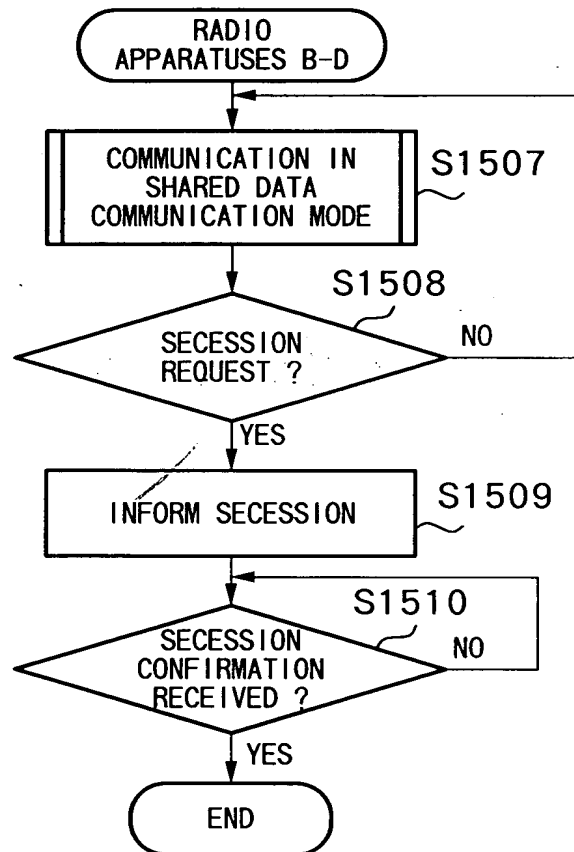 RADIO
APPARATUSES B-D
COMMUNICATION IN
SHARED DATA
COMMUNICATION MODE
S1507
S1508
SECESSION
REQUEST ?
NO
YES
INFORM SECESSION
S1509
S1510
SECESSION
CONFIRMATION
RECEIVED ?
NO
YES
END